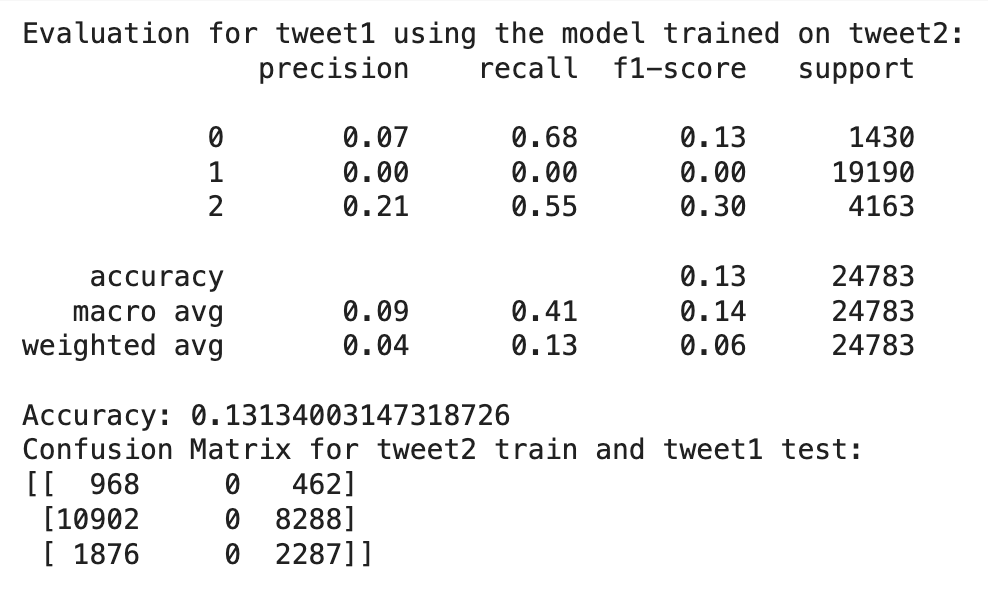 Evaluation for tweet1 using the model trained on tweet2:
precision recall f1-score support
0 0.07 0.68 0.13 1430
1 0.00 0.00 0.00 19190
2 0.21 0.55 0.30 4163
accuracy 0.13 24783
macro avg 0.09 0.41 0.14 24783
weighted avg 0.04 0.13 0.06 24783
Accuracy: 0.13134003147318726
Confusion Matrix for tweet2 train and tweet1 test:
[[ 968 0 462]
[10902 0 8288]
[ 1876 0 2287]]